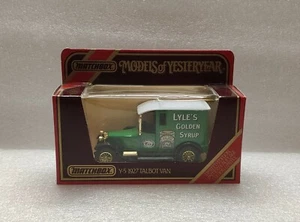 MATCHBOX
MODELS of YESTERYEAR
LYLE'S
GOLDEN
SYRUP
MATCHBOX
Y-5 1927 TALBOT VAN